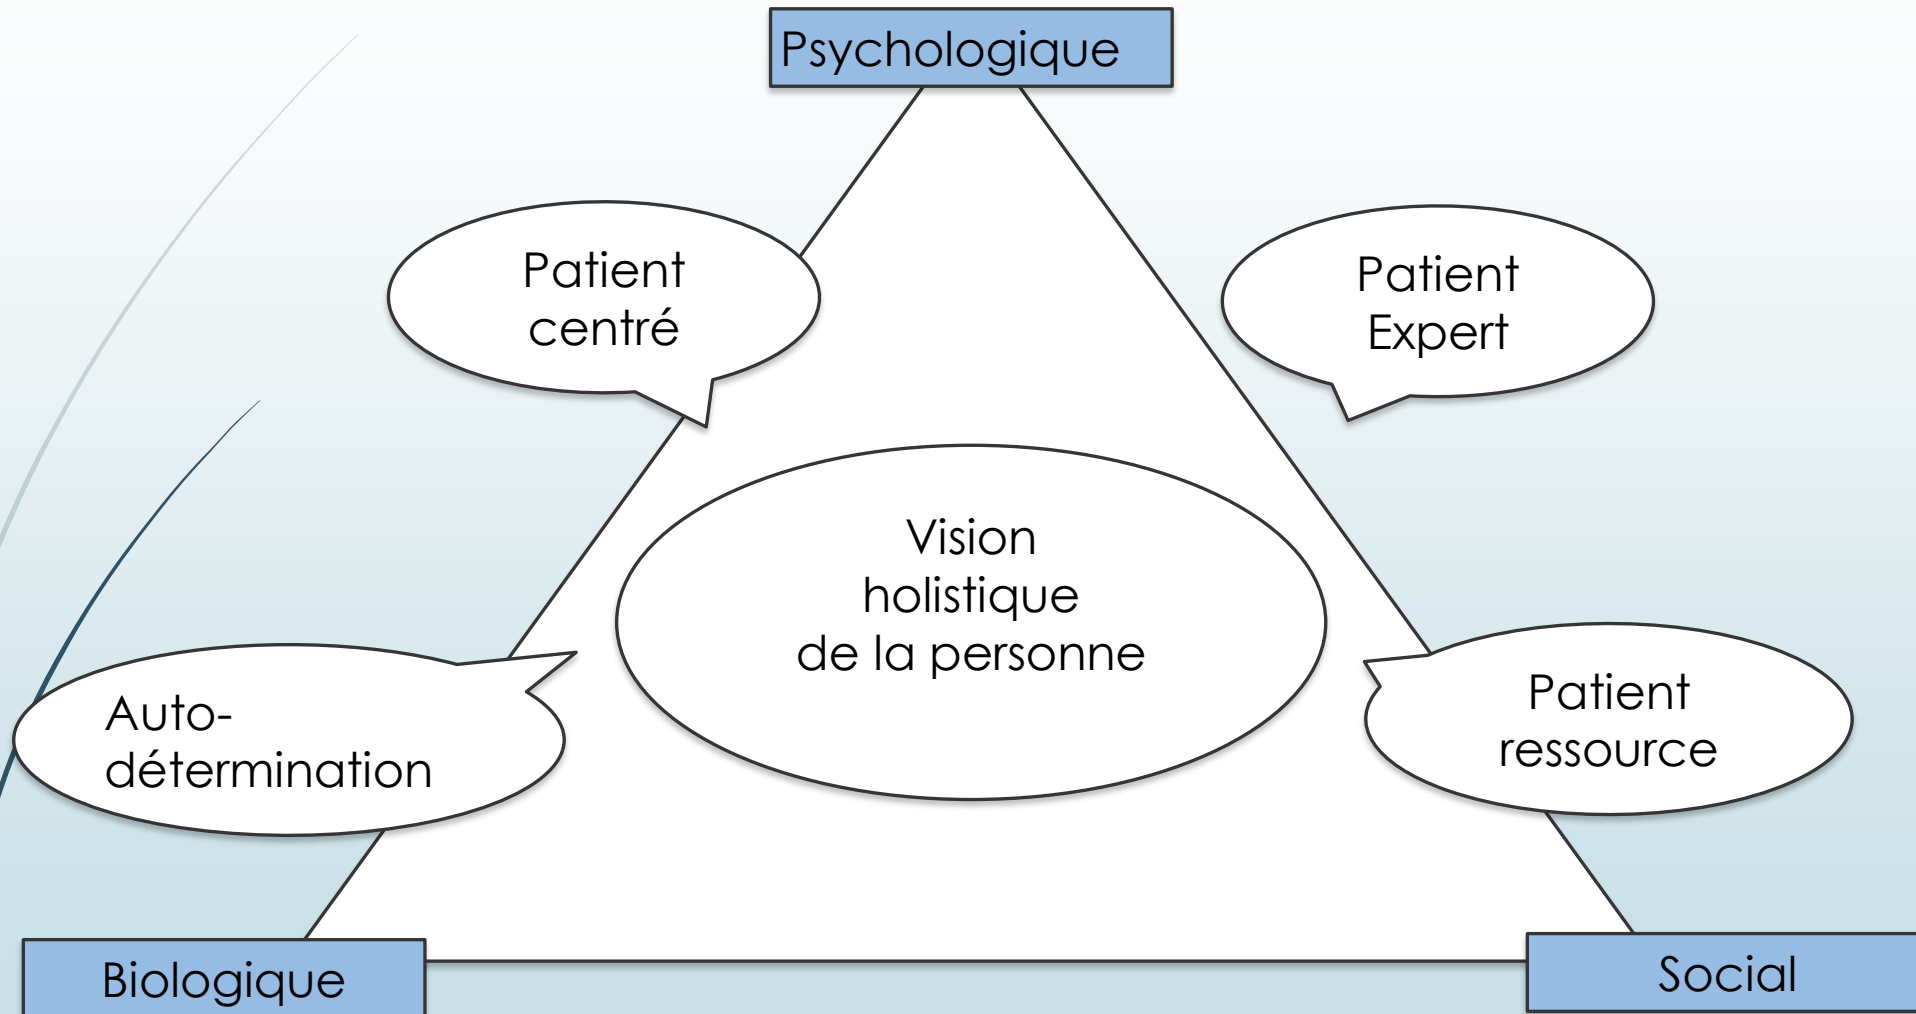 Psychologique
Patient
centré
Patient
Expert
Vision
holistique
de la personne
Auto-
détermination
Patient
ressource
Biologique
Social